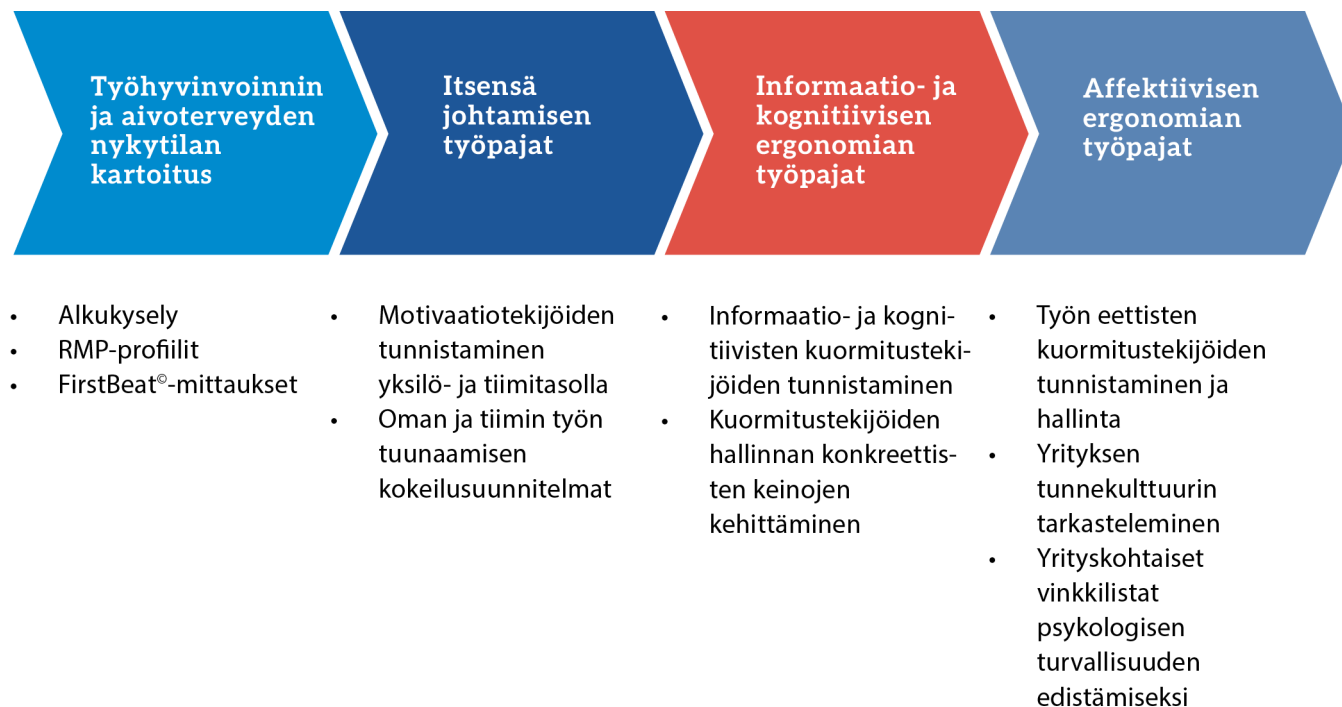 Työhyvinvoinnin
ja aivoterveyden
nykytilan
kartoitus
Itsensä
johtamisen
työpajat
Informaatio- ja
kognitiivisen
ergonomian
työpajat
Affektiivisen
ergonomian
työpajat
• Alkukysely
• RMP-profiilit
• FirstBeat©-mittaukset
• Motivaatiotekijöiden
tunnistaminen
yksilö- ja tiimitasolla
• Oman ja tiimin työn
tuunaamisen
kokeilusuunnitelmat
• Informaatio- ja kogni-
tiivisten kuormitusteki-
jöiden tunnistaminen
• Kuormitustekijöiden
hallinnan konkreettis-
ten keinojen
kehittäminen
• Työn eettisten
kuormitustekijöiden
tunnistaminen ja
hallinta
• Yrityksen
tunnekulttuurin
tarkasteleminen
• Yrityskohtaiset
vinkkilistat
psykologisen
turvallisuuden
edistämiseksi